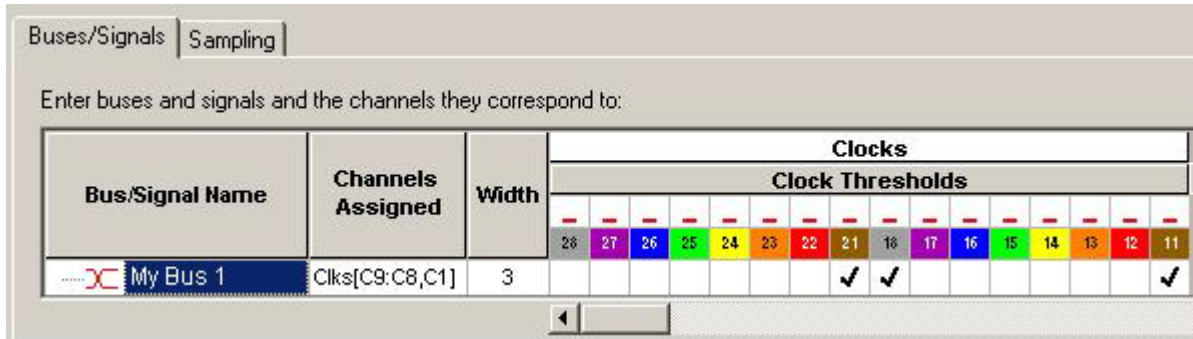 Buses/Signals Sampling
Enter buses and signals and the channels they correspond to:
Bus/Signal Name Channels Assigned Width Clocks
Clock Thresholds
28 27 26 25 24 23 22 21 18 17 16 15 14 13 12 11
My Bus 1 Clks[C9:C8,C1] 3